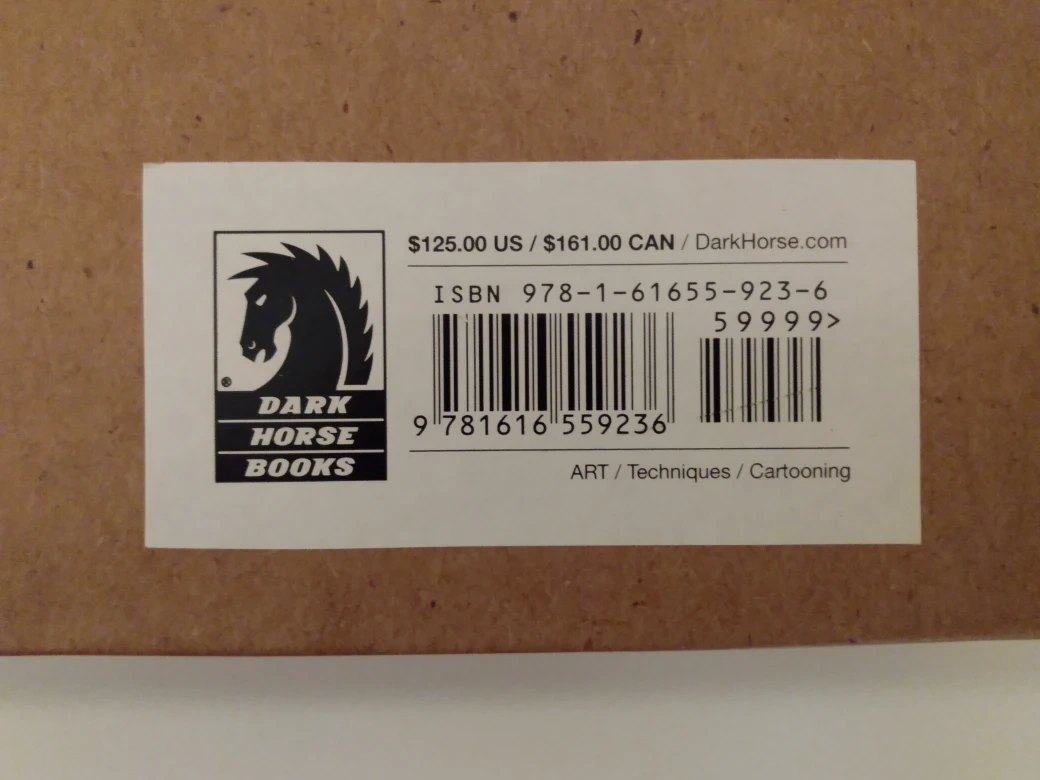 $125.00 US / $161.00 CAN / DarkHorse.com
ISBN 978-1-61655-923-6
59999>
9 781616 559236
ART / Techniques / Cartooning
®
DARK
HORSE
BOOKS